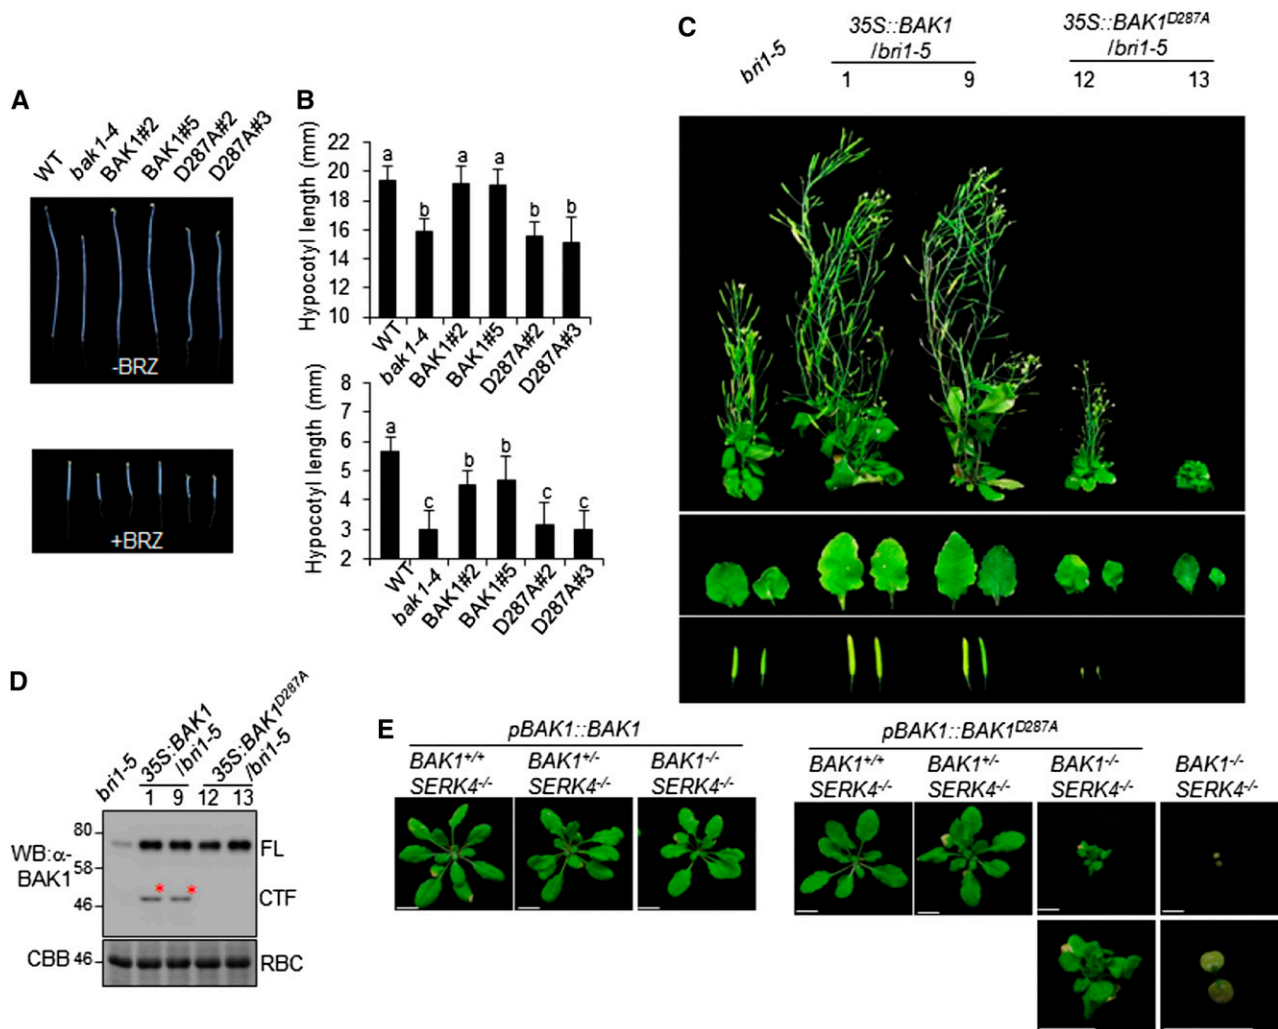 A
WT
bak1-4
BAK1#2
BAK1#5
D287A#2
D287A#3
-BRZ
+BRZ
B
Hypocotyl length (mm)
22
20
18
16
14
12
10
a
b
a
a
b
b
WT
bak1-4
BAK1#2
BAK1#5
D287A#2
D287A#3
Hypocotyl length (mm)
8
7
6
5
4
3
2
a
c
b
b
c
c
WT
bak1-4
BAK1#2
BAK1#5
D287A#2
D287A#3
C
bri1-5
35S::BAK1
/bri1-5
1 9
35S::BAK1D287A
/bri1-5
12 13
D
bri1-5
35S:BAK1
/bri1-5
35S:BAK1D287A
/bri1-5
1 9 12 13
WB:α-
BAK1
80
58
46
FL
CTF
* *
CBB 46
RBC
E
pBAK1::BAK1
BAK1+/+ BAK1+/- BAK1-/-
SERK4-/- SERK4-/- SERK4-/-
pBAK1::BAK1D287A
BAK1+/+ BAK1+/- BAK1-/- BAK1-/-
SERK4-/- SERK4-/- SERK4-/- SERK4-/-